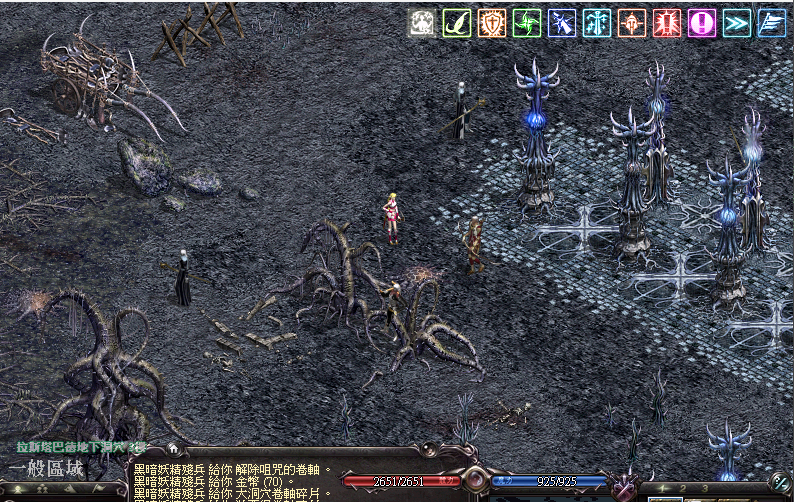 拉斯塔巴德地下洞穴
一般區域
黑暗妖精殘兵 給你 解除咀咒的卷軸。
黑暗妖精殘兵 給你 金幣 (70)。
黑暗妖精殘兵 給你 大洞穴卷軸碎片。
2651/2651
925/925
2 3